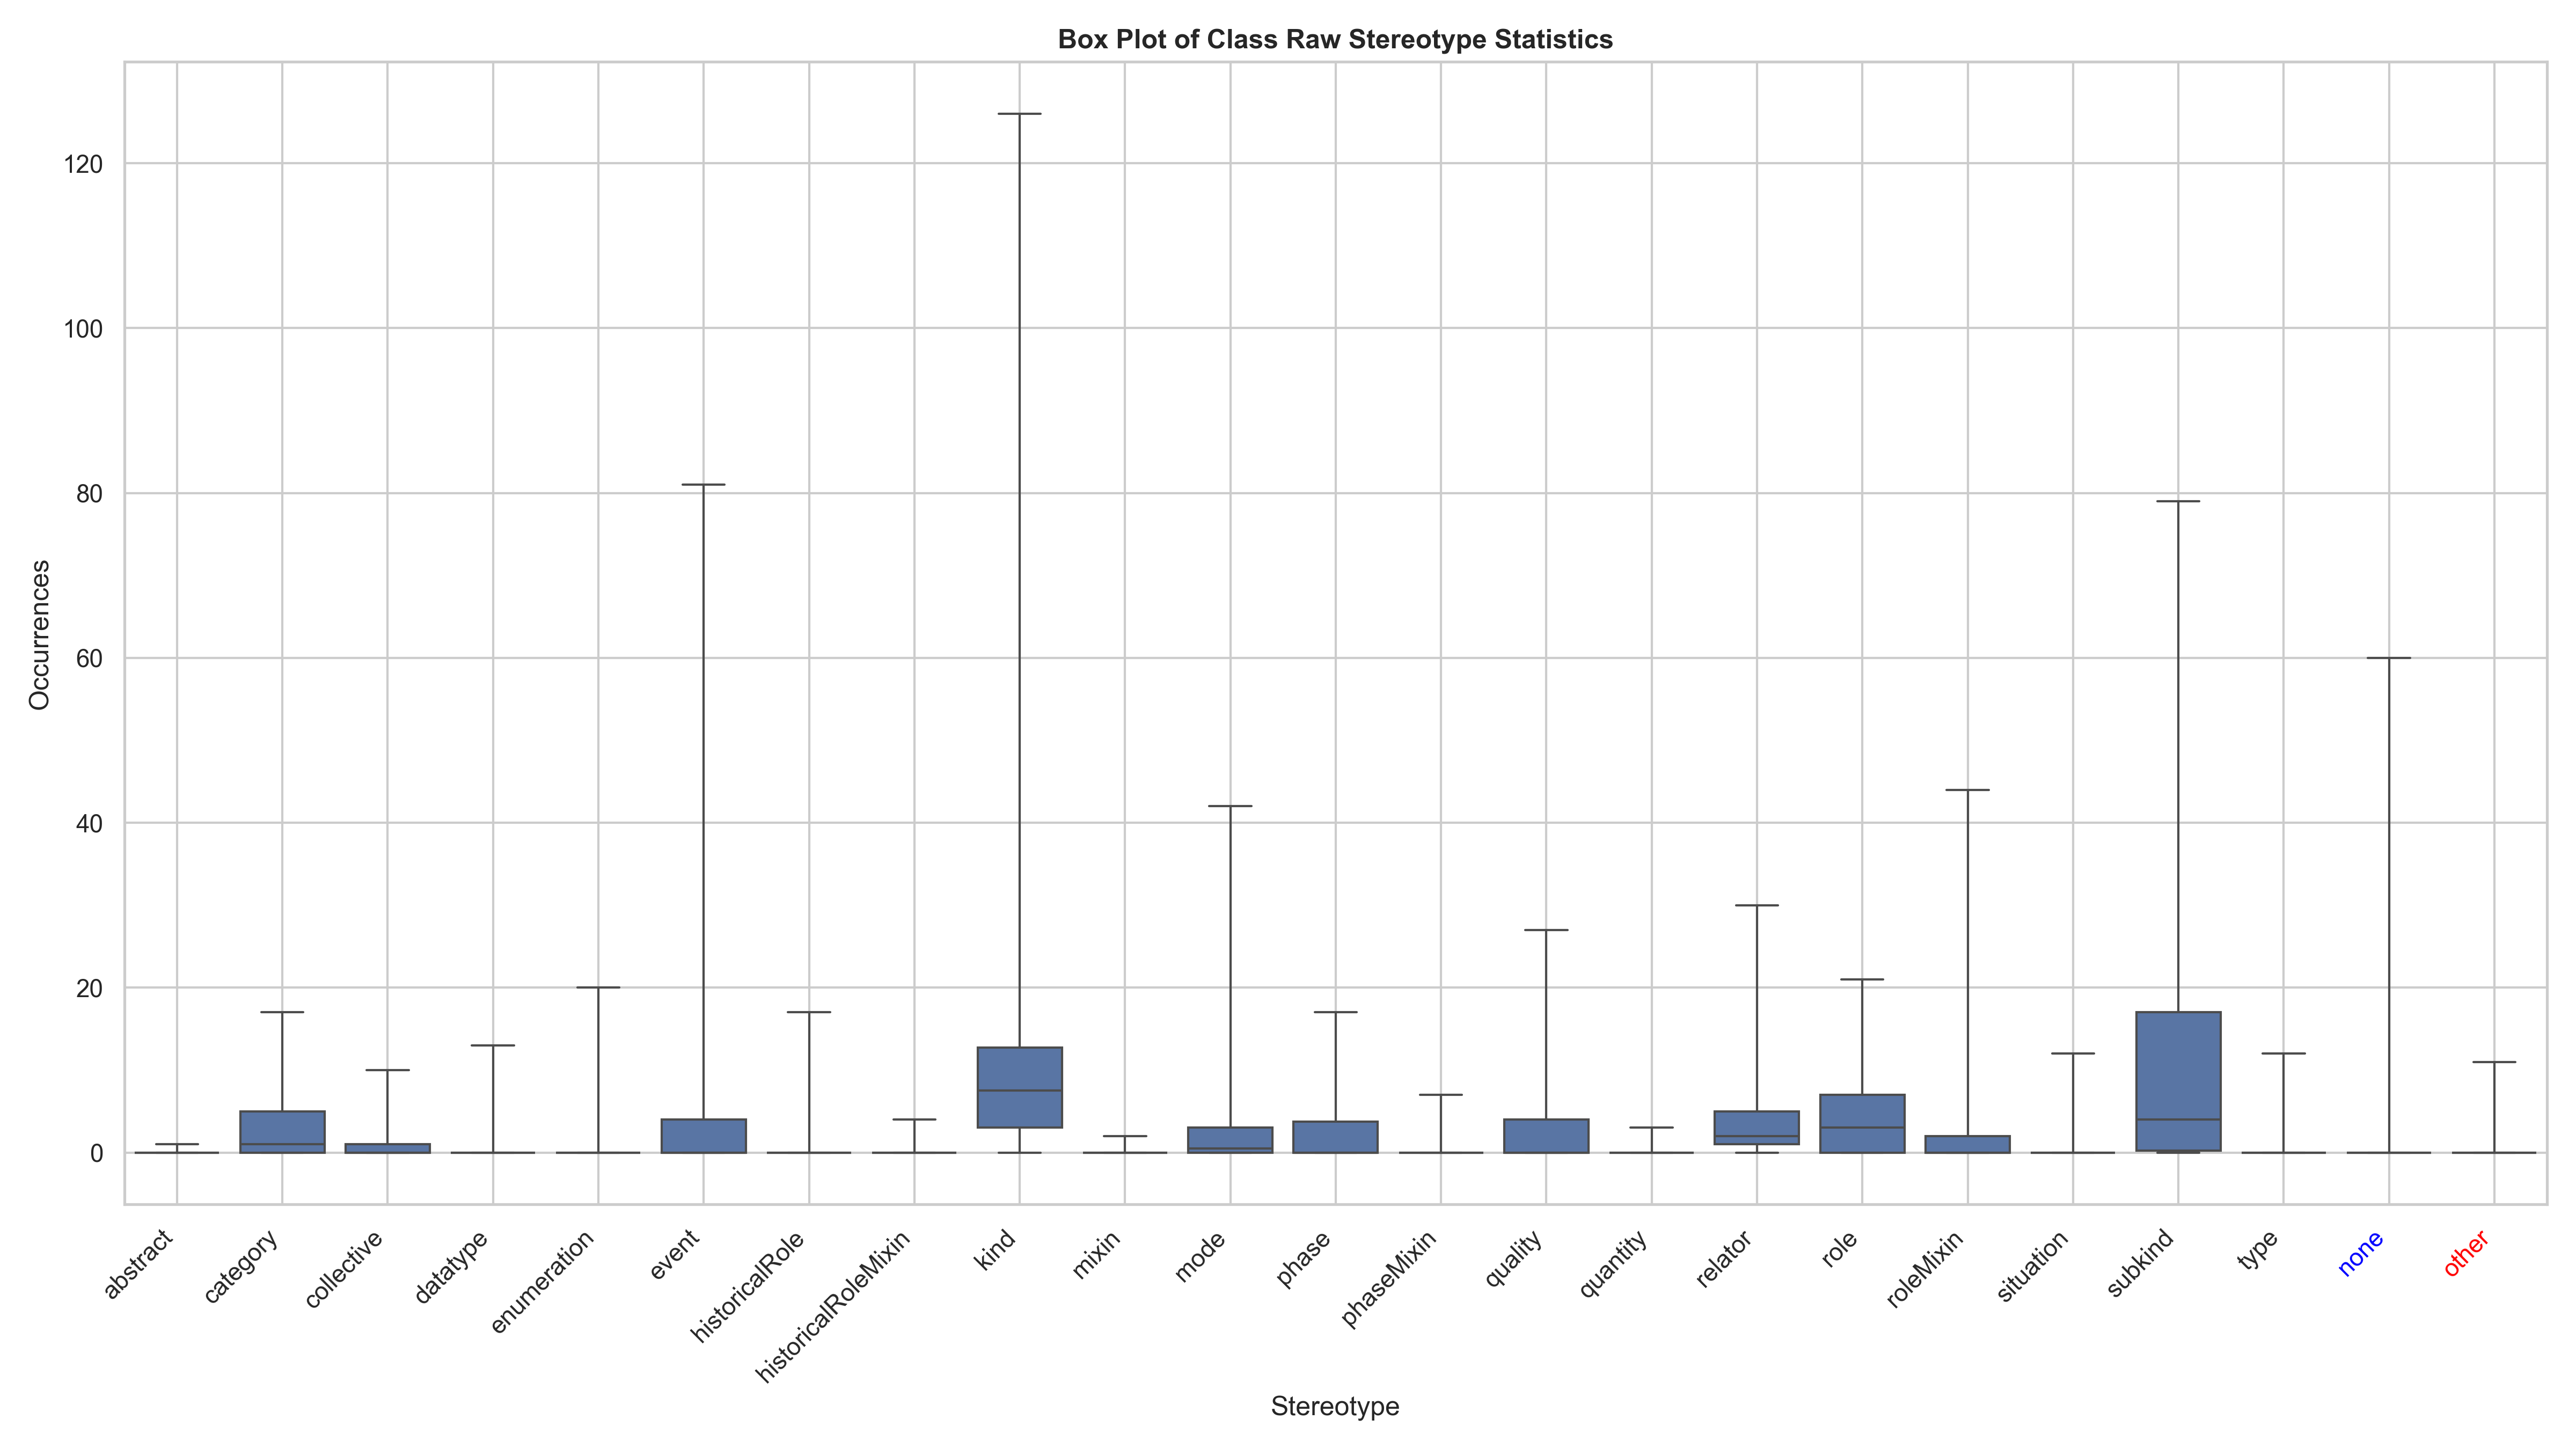 Box Plot of Class Raw Stereotype Statistics
120
100
80
60
40
20
0
Occurrences
abstract
category
collective
datatype
enumeration
event
historicalRole
historicalRoleMixin
kind
mixin
mode
phase
phaseMixin
quality
quantity
relator
role
roleMixin
situation
subkind
type
none
other
Stereotype